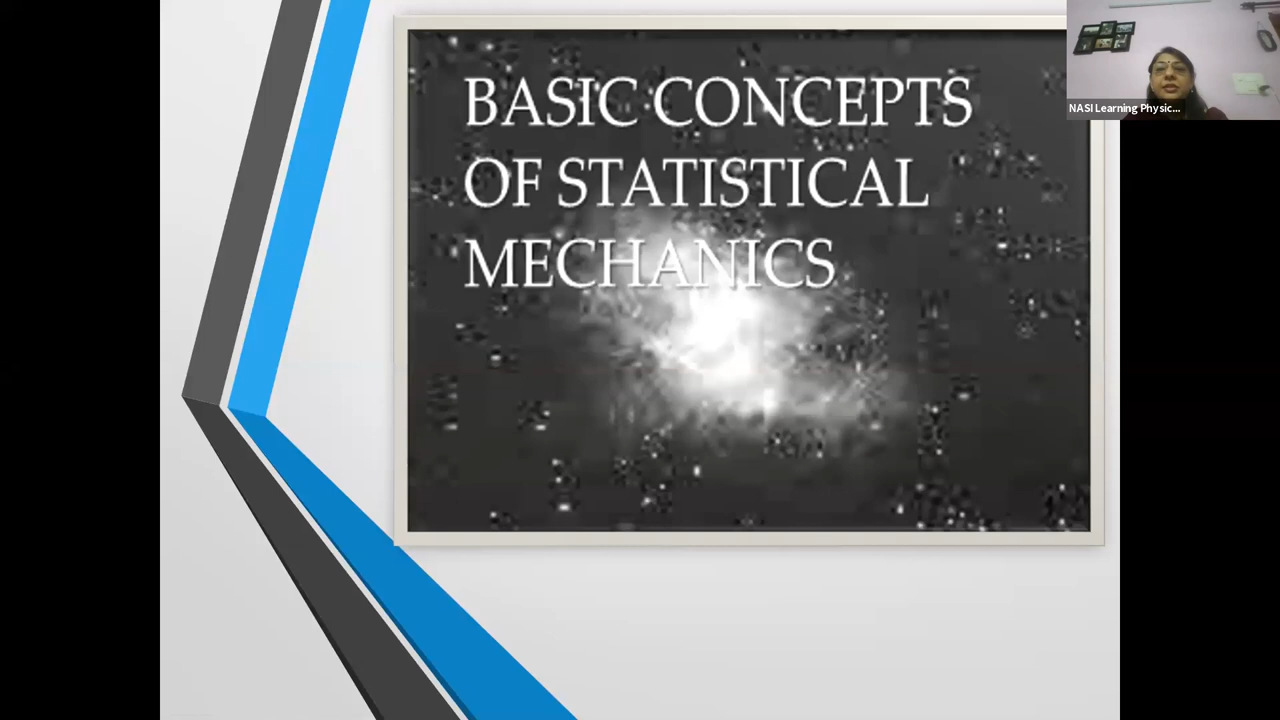 BASIC CONCEPTS
OF STATISTICAL
MECHANICS
NASI Learning Physic...